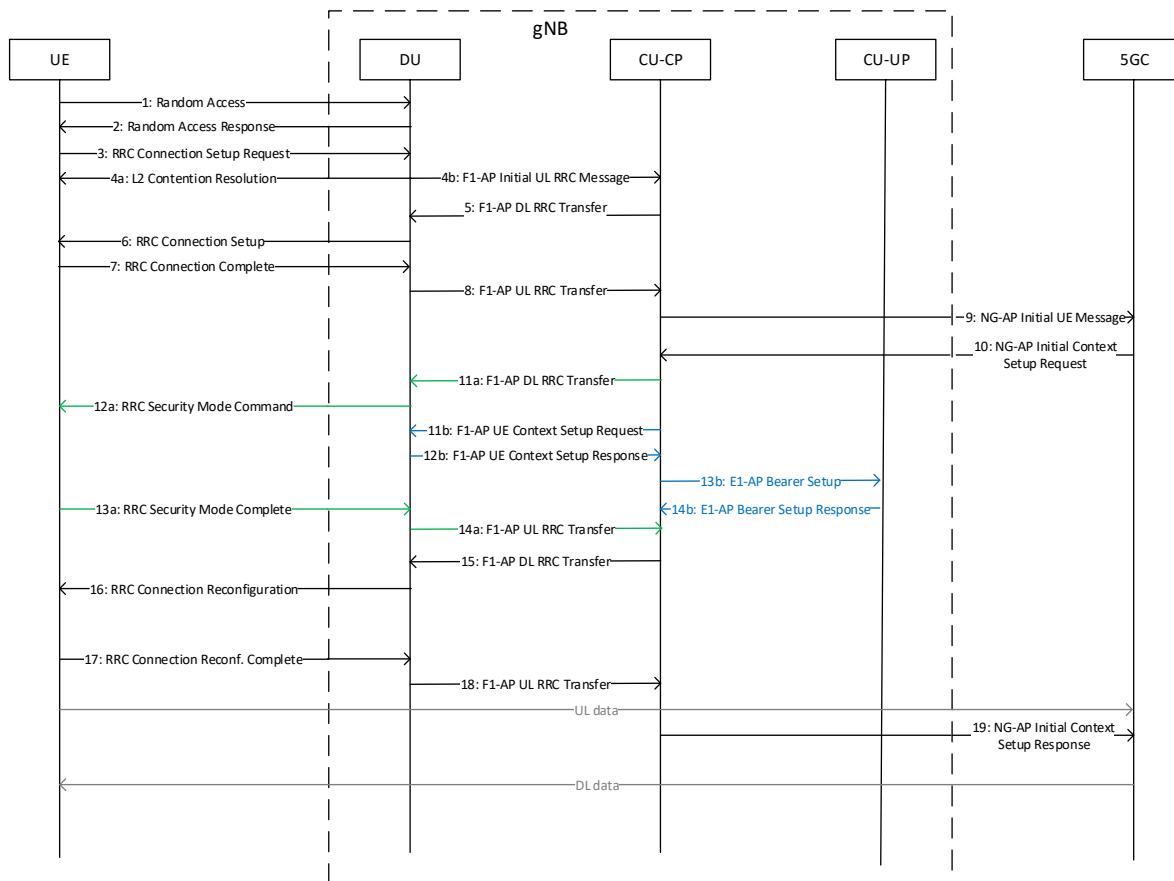 gNB
UE
DU
CU-CP
CU-UP
5GC
1: Random Access
2: Random Access Response
3: RRC Connection Setup Request
4a: L2 Contention Resolution
4b: F1-AP Initial UL RRC Message
5: F1-AP DL RRC Transfer
6: RRC Connection Setup
7: RRC Connection Complete
8: F1-AP UL RRC Transfer
9: NG-AP Initial UE Message
10: NG-AP Initial Context
Setup Request
11a: F1-AP DL RRC Transfer
12a: RRC Security Mode Command
11b: F1-AP UE Context Setup Request
12b: F1-AP UE Context Setup Response
13b: E1-AP Bearer Setup
13a: RRC Security Mode Complete
14b: E1-AP Bearer Setup Response
14a: F1-AP UL RRC Transfer
15: F1-AP DL RRC Transfer
16: RRC Connection Reconfiguration
17: RRC Connection Reconf. Complete
18: F1-AP UL RRC Transfer
UL data
19: NG-AP Initial Context
Setup Response
DL data